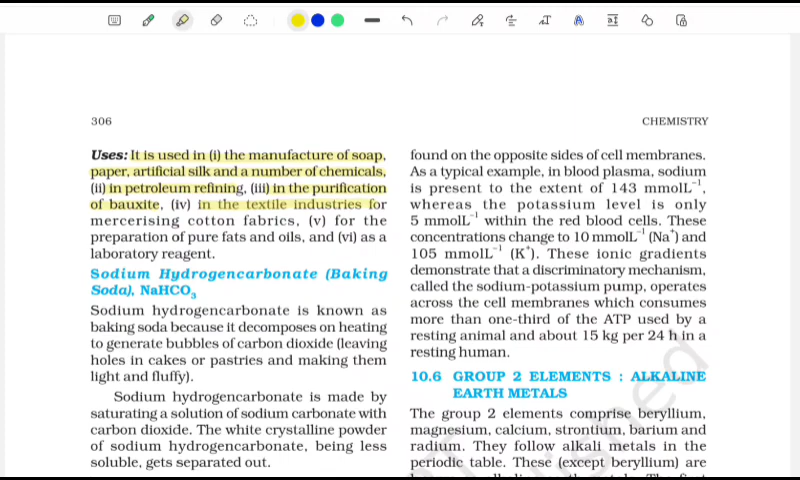 306
CHEMISTRY
Uses: It is used in (i) the manufacture of soap,
paper, artificial silk and a number of chemicals,
(ii) in petroleum refining, (iii) in the purification
of bauxite, (iv) in the textile industries for
mercerising cotton fabrics, (v) for the
preparation of pure fats and oils, and (vi) as a
laboratory reagent.
Sodium Hydrogencarbonate (Baking
Soda), NaHCO₃
Sodium hydrogencarbonate is known as
baking soda because it decomposes on heating
to generate bubbles of carbon dioxide (leaving
holes in cakes or pastries and making them
light and fluffy).
Sodium hydrogencarbonate is made by
saturating a solution of sodium carbonate with
carbon dioxide. The white crystalline powder
of sodium hydrogencarbonate, being less
soluble, gets separated out.
found on the opposite sides of cell membranes.
As a typical example, in blood plasma, sodium
is present to the extent of 143 mmolL⁻¹,
whereas the potassium level is only
5 mmolL⁻¹ within the red blood cells. These
concentrations change to 10 mmolL⁻¹ (Na⁺) and
105 mmolL⁻¹ (K⁺). These ionic gradients
demonstrate that a discriminatory mechanism,
called the sodium-potassium pump, operates
across the cell membranes which consumes
more than one-third of the ATP used by a
resting animal and about 15 kg per 24 h in a
resting human.
10.6 GROUP 2 ELEMENTS : ALKALINE
EARTH METALS
The group 2 elements comprise beryllium,
magnesium, calcium, strontium, barium and
radium. They follow alkali metals in the
periodic table. These (except beryllium) are